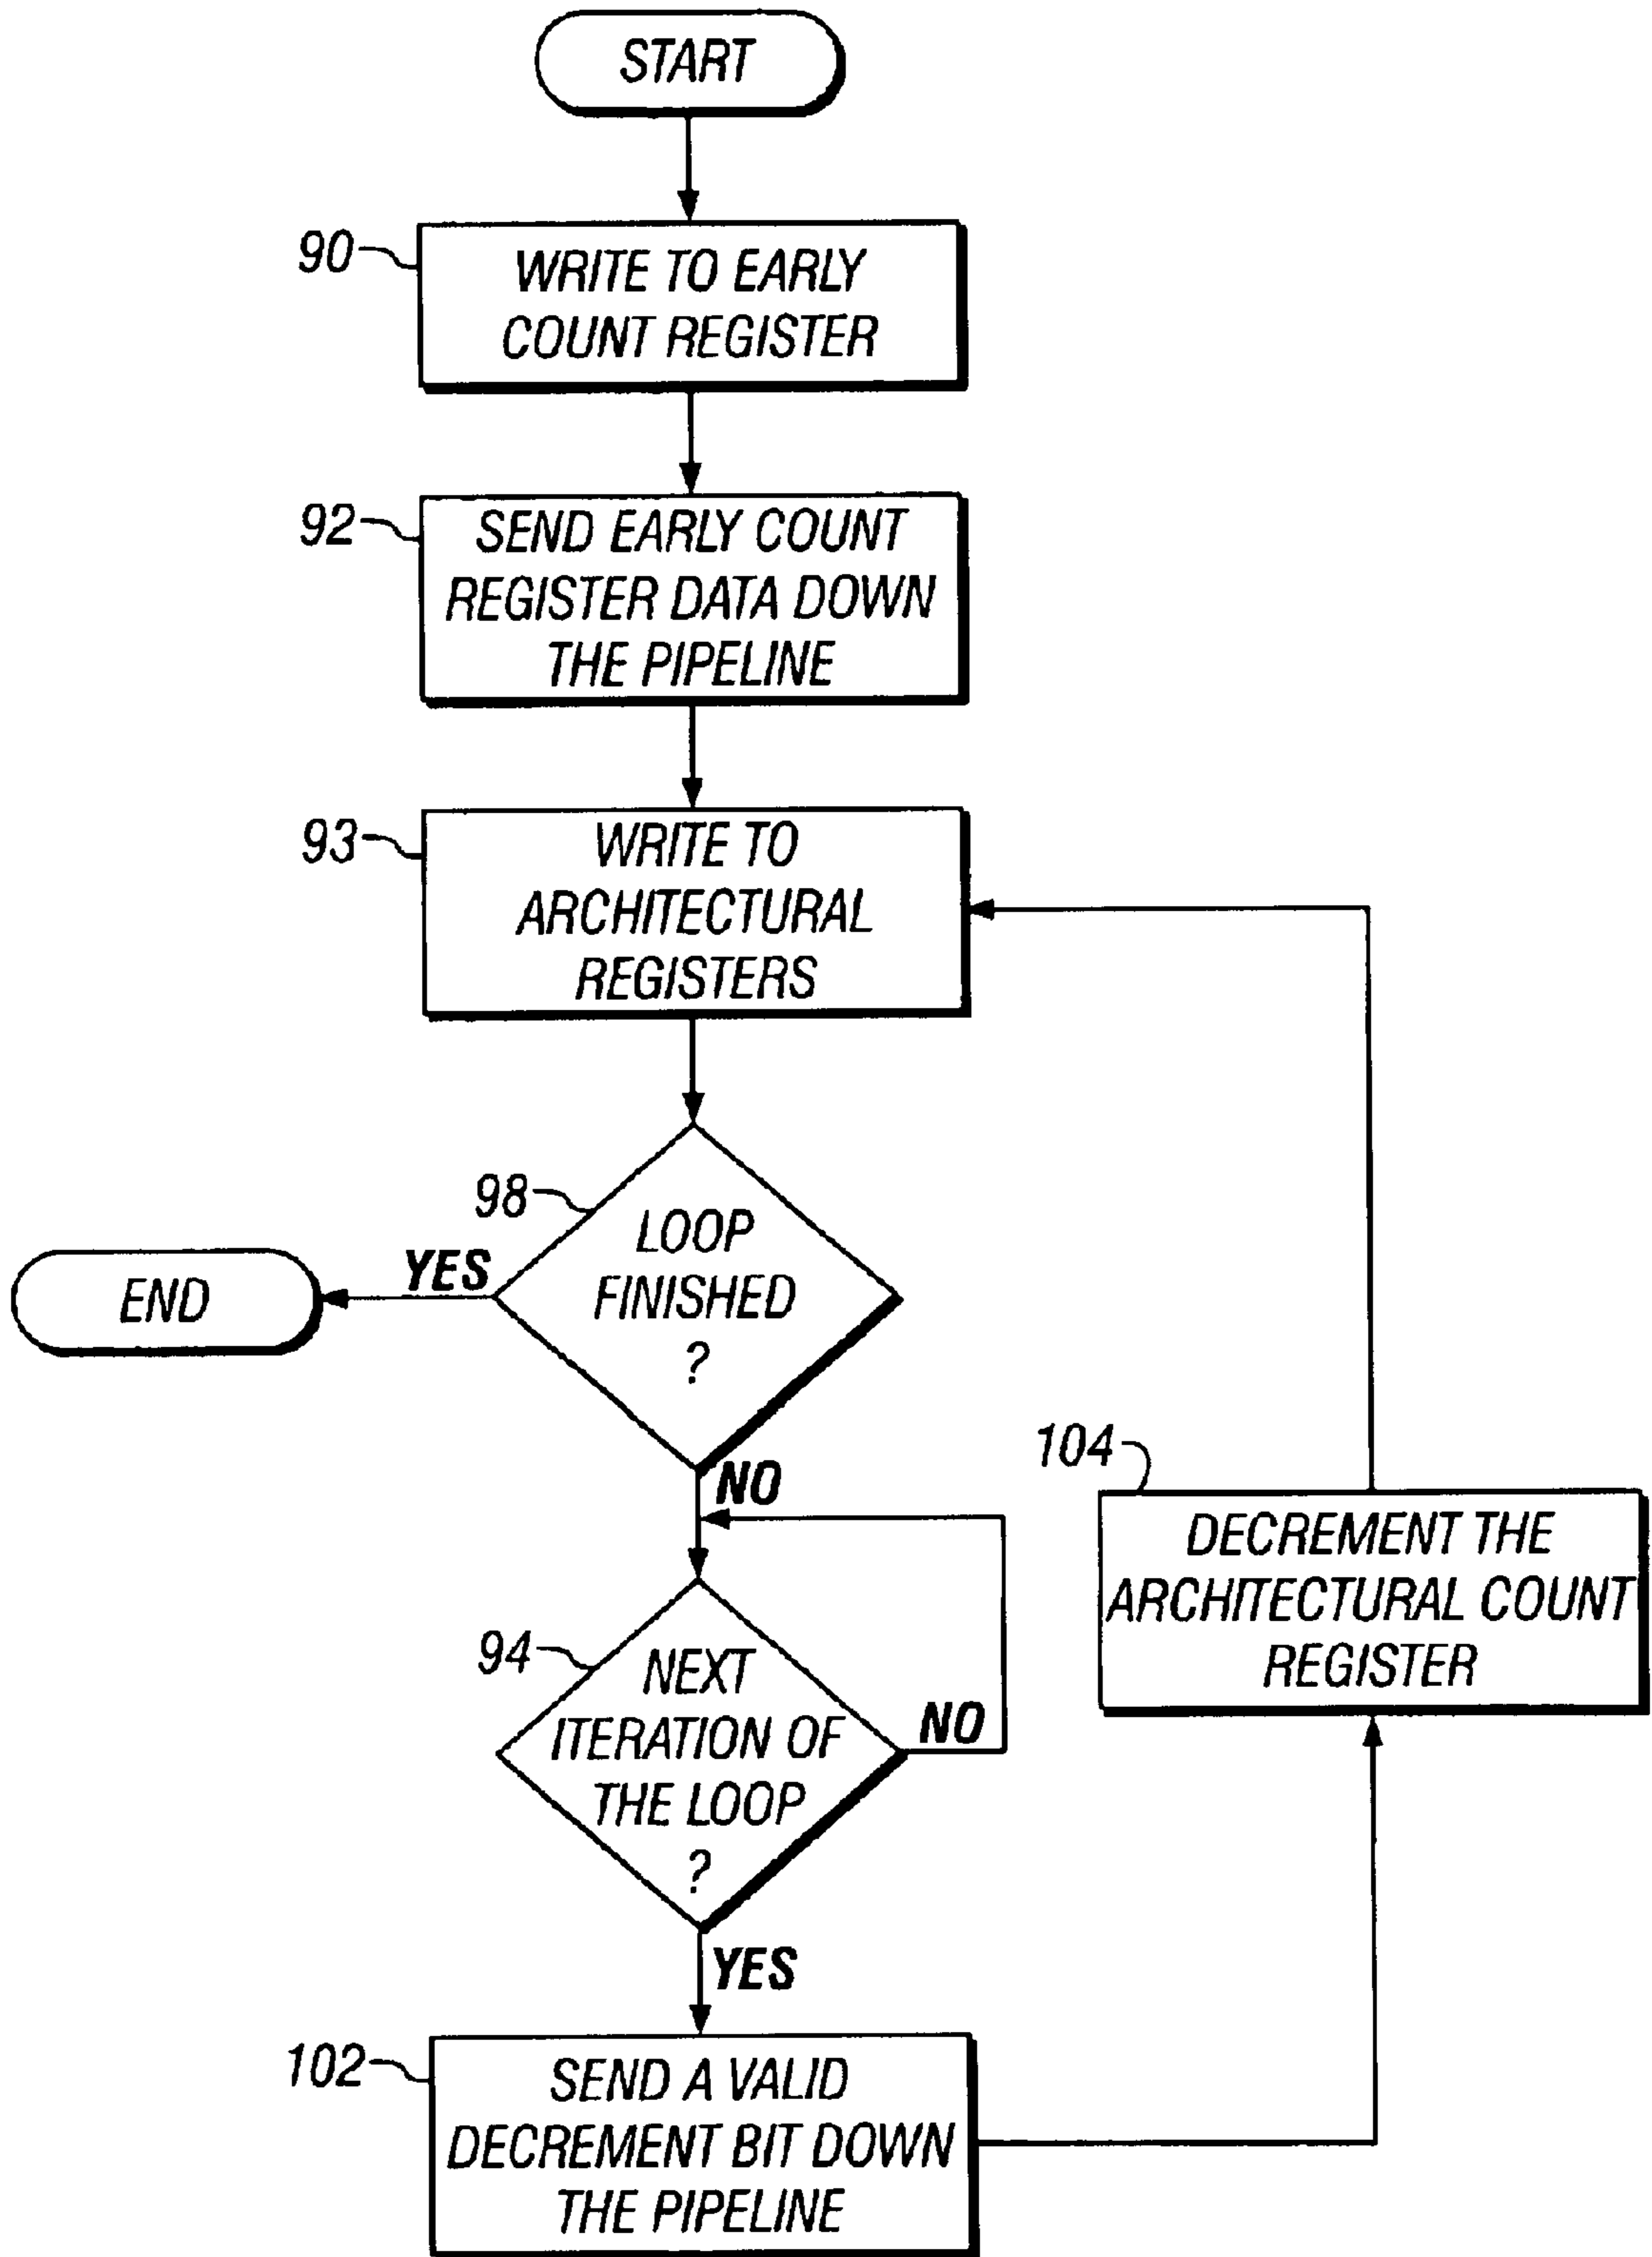 START
90
WRITE TO EARLY
COUNT REGISTER
92
SEND EARLY COUNT
REGISTER DATA DOWN
THE PIPELINE
93
WRITE TO
ARCHITECTURAL
REGISTERS
98
LOOP
FINISHED
?
YES
END
NO
104
DECREMENT THE
ARCHITECTURAL COUNT
REGISTER
94
NEXT
ITERATION OF
THE LOOP
?
NO
YES
102
SEND A VALID
DECREMENT BIT DOWN
THE PIPELINE